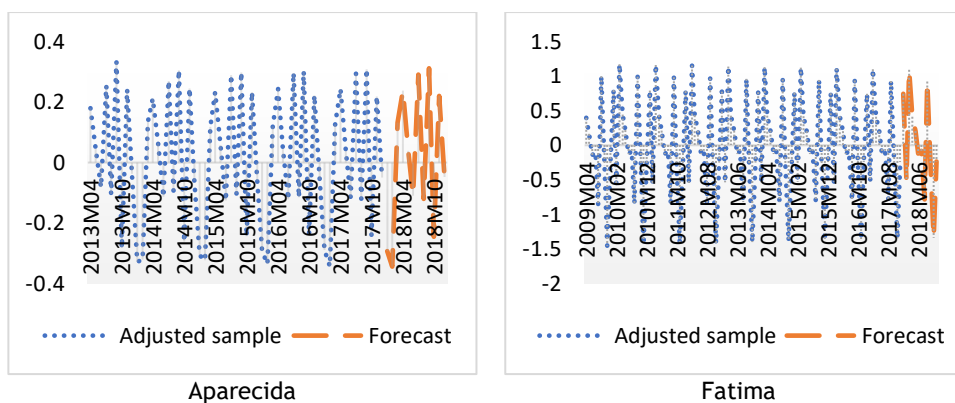 0.4
0.2
0
-0.2
-0.4
2013M04
2013M10
2014M04
2014M10
2015M04
2015M10
2016M04
2016M10
2017M04
2017M10
2018M04
2018M10
Adjusted sample
Forecast
Aparecida
1.5
1
0.5
0
-0.5
-1
-1.5
-2
2009M04
2010M02
2010M12
2011M10
2012M08
2013M06
2014M04
2015M02
2015M12
2016M10
2017M08
2018M06
Adjusted sample
Forecast
Fatima